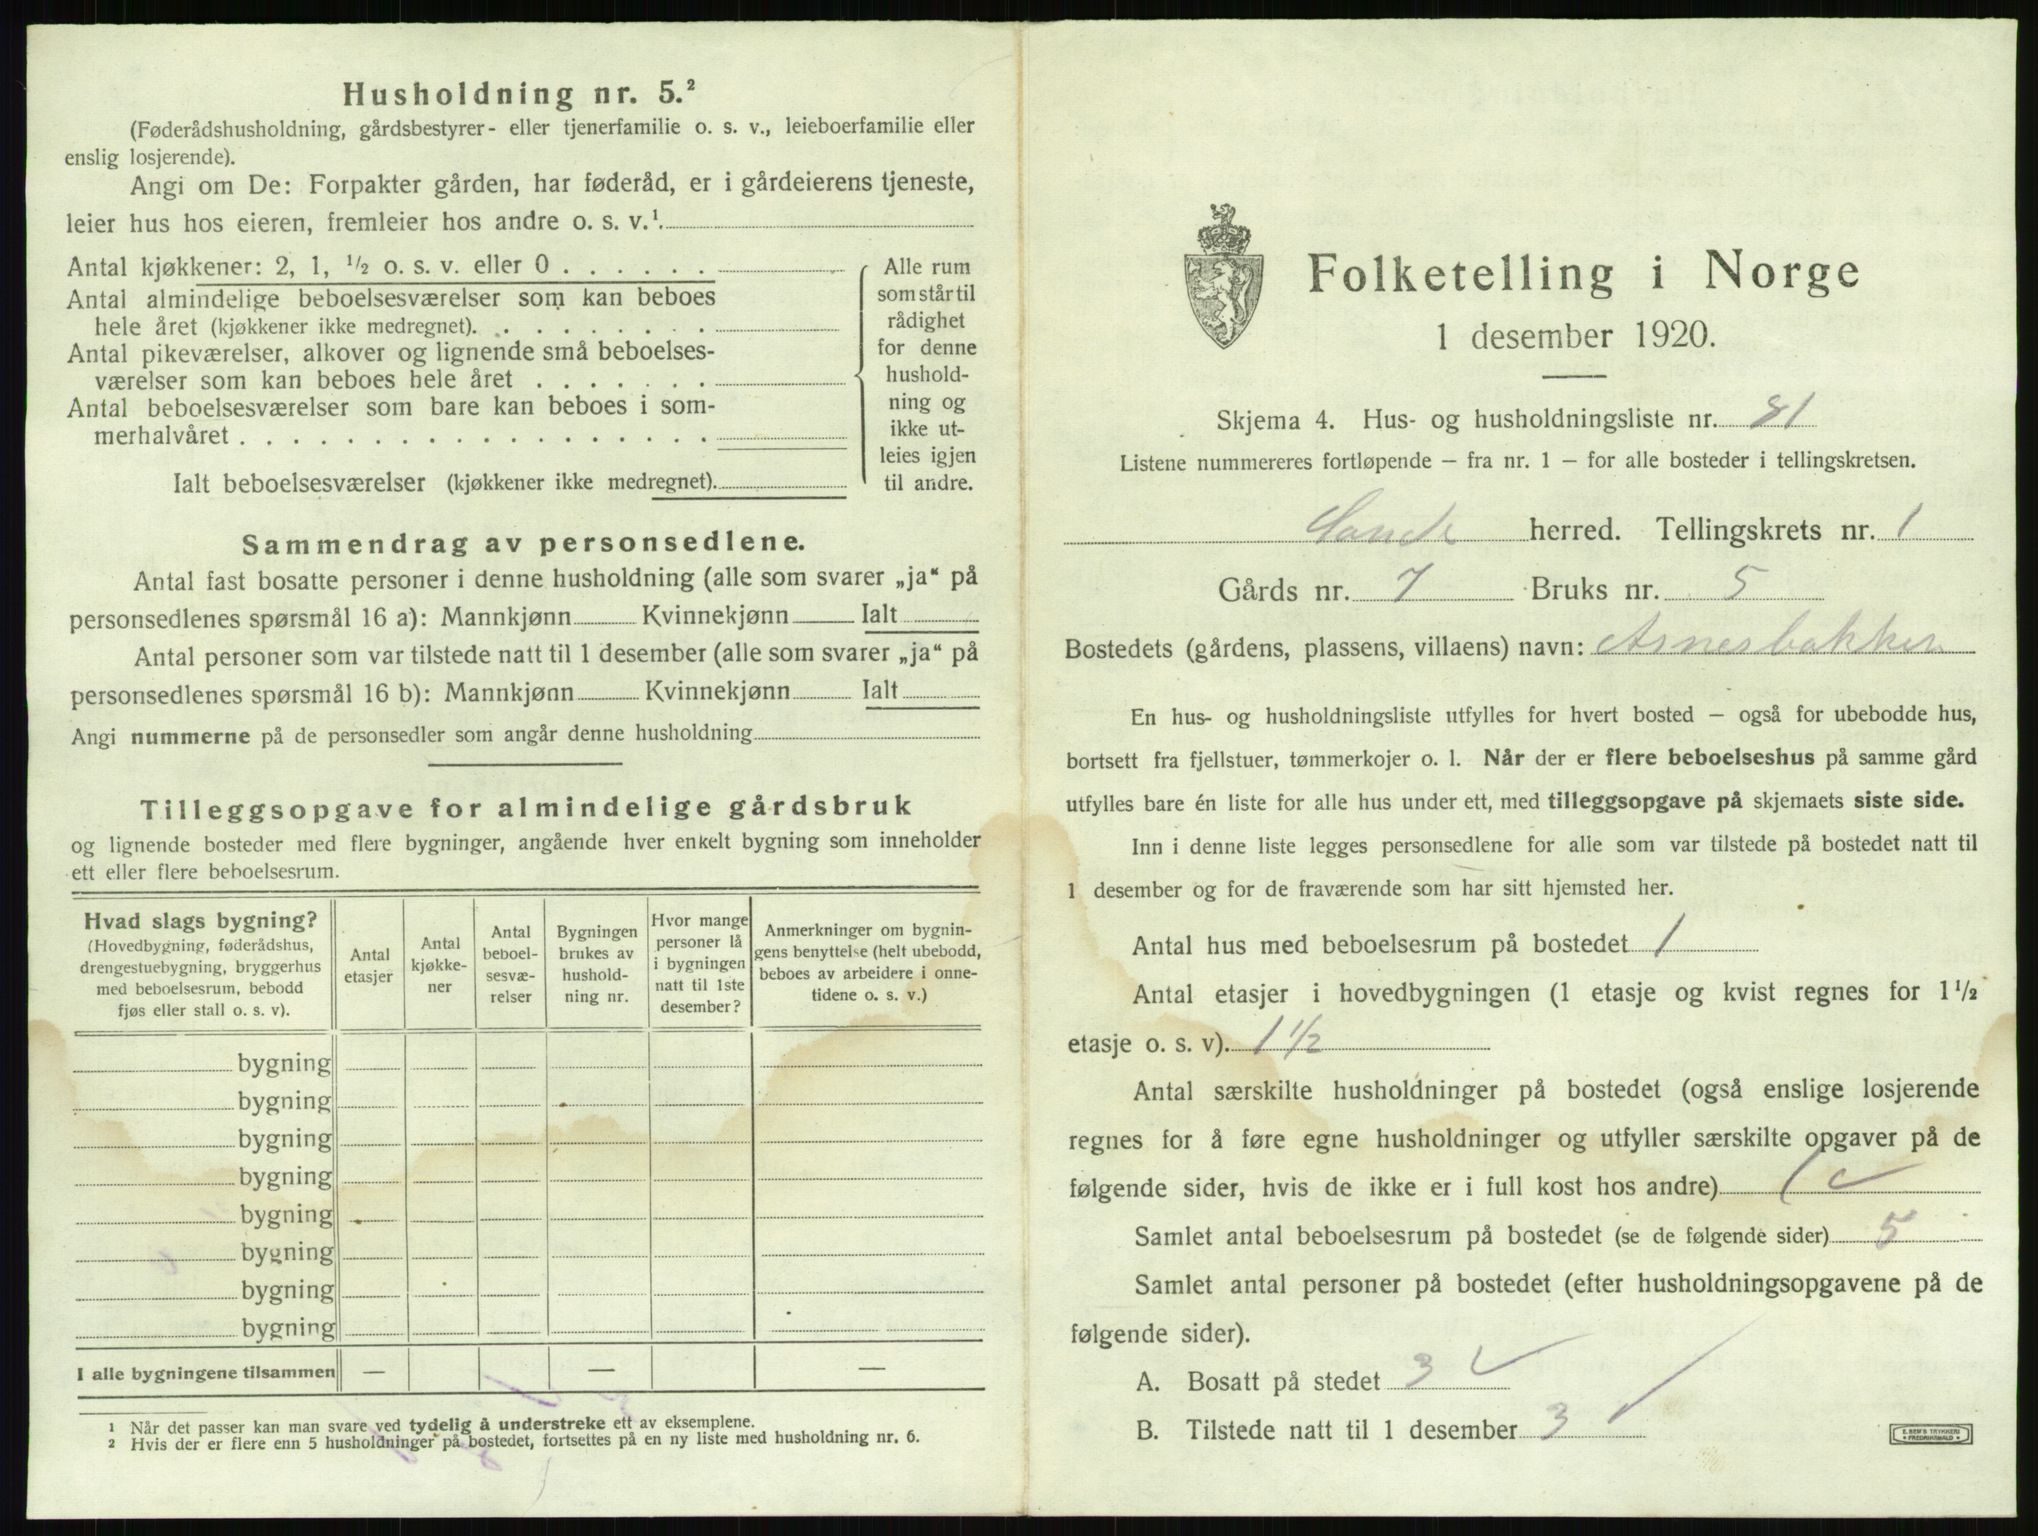 Husholdning nr. 5.²
(Føderådshusholdning, gårdsbestyrer- eller tjenerfamilie o. s. v., leieboerfamilie eller
enslig losjerende).
Angi om De: Forpakter gården, har føderåd, er i gårdeierens tjeneste,
leier hus hos eieren, fremleier hos andre o. s. v.¹.
Antal kjøkkener: 2, 1, ½ o. s. v. eller 0 . . . . . .
Antal almindelige beboelsesværelser som kan beboes
hele året (kjøkkener ikke medregnet). . . . . . . . .
Antal pikeværelser, alkover og lignende små beboelses-
værelser som kan beboes hele året . . . . . . .
Antal beboelsesværelser som bare kan beboes i som-
merhalvåret . . . . . . . . . . . . . . . . . .
Ialt beboelsesværelser (kjøkkener ikke medregnet).
Alle rum
som står til
rådighet
for denne
hushold-
ning og
ikke ut-
leies igjen
til andre.
Sammendrag av personsedlene.
Antal fast bosatte personer i denne husholdning (alle som svarer „ja“ på
personsedlenes spørsmål 16 a): Mannkjønn Kvinnekjønn Ialt
Antal personer som var tilstede natt til 1 desember (alle som svarer „ja“ på
personsedlenes spørsmål 16 b): Mannkjønn Kvinnekjønn Ialt
Angi nummerne på de personsedler som angår denne husholdning
Tilleggsopgave for almindelige gårdsbruk
og lignende bosteder med flere bygninger, angående hver enkelt bygning som inneholder
ett eller flere beboelsesrum.
Hvad slags bygning?
(Hovedbygning, føderådshus,
drengestuebygning, bryggerhus
med beboelsesrum, bebodd
fjøs eller stall o. s. v).
Antal
etasjer
Antal
kjøkke-
ner
Antal
beboel-
sesvæ-
relser
Bygningen
brukes av
hushold-
ning nr.
Hvor mange
personer lå
i bygningen
natt til 1ste
desember?
Anmerkninger om bygnin-
gens benyttelse (helt ubebodd,
beboes av arbeidere i onne-
tidene o. s. v.)
bygning
bygning
bygning
bygning
bygning
bygning
bygning
bygning
I alle bygningene tilsammen — — —
¹ Når det passer kan man svare ved tydelig å understreke ett av eksemplene.
² Hvis der er flere enn 5 husholdninger på bostedet, fortsettes på en ny liste med husholdning nr. 6.
Folketelling i Norge
1 desember 1920.
Skjema 4. Hus- og husholdningsliste nr. 81
Listene nummereres fortløpende — fra nr. 1 — for alle bosteder i tellingskretsen.
Sande herred. Tellingskrets nr. 1
Gårds nr. 7 Bruks nr. 5
Bostedets (gårdens, plassens, villaens) navn: Arnesbakken
En hus- og husholdningsliste utfylles for hvert bosted — også for ubebodde hus,
bortsett fra fjellstuer, tømmerkojer o. l. Når der er flere beboelseshus på samme gård
utfylles bare én liste for alle hus under ett, med tilleggsopgave på skjemaets siste side.
Inn i denne liste legges personsedlene for alle som var tilstede på bostedet natt til
1 desember og for de fraværende som har sitt hjemsted her.
Antal hus med beboelsesrum på bostedet 1
Antal etasjer i hovedbygningen (1 etasje og kvist regnes for 1½
etasje o. s. v). 1½
Antal særskilte husholdninger på bostedet (også enslige losjerende
regnes for å føre egne husholdninger og utfyller særskilte opgaver på de
følgende sider, hvis de ikke er i full kost hos andre) 1 ✓
Samlet antal beboelsesrum på bostedet (se de følgende sider) 5
Samlet antal personer på bostedet (efter husholdningsopgavene på de
følgende sider).
A. Bosatt på stedet 3 ✓
B. Tilstede natt til 1 desember 3 ✓
E. SEM'S TRYKKERI
FREDRIKSHALD